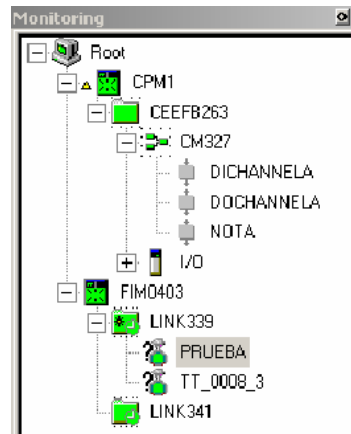 Monitoring
Root
CPM1
CEEFB263
CM327
DICHANNELA
DOCHANNELA
NOTA
I/O
FIM0403
LINK339
PRUEBA
TT_0008_3
LINK341